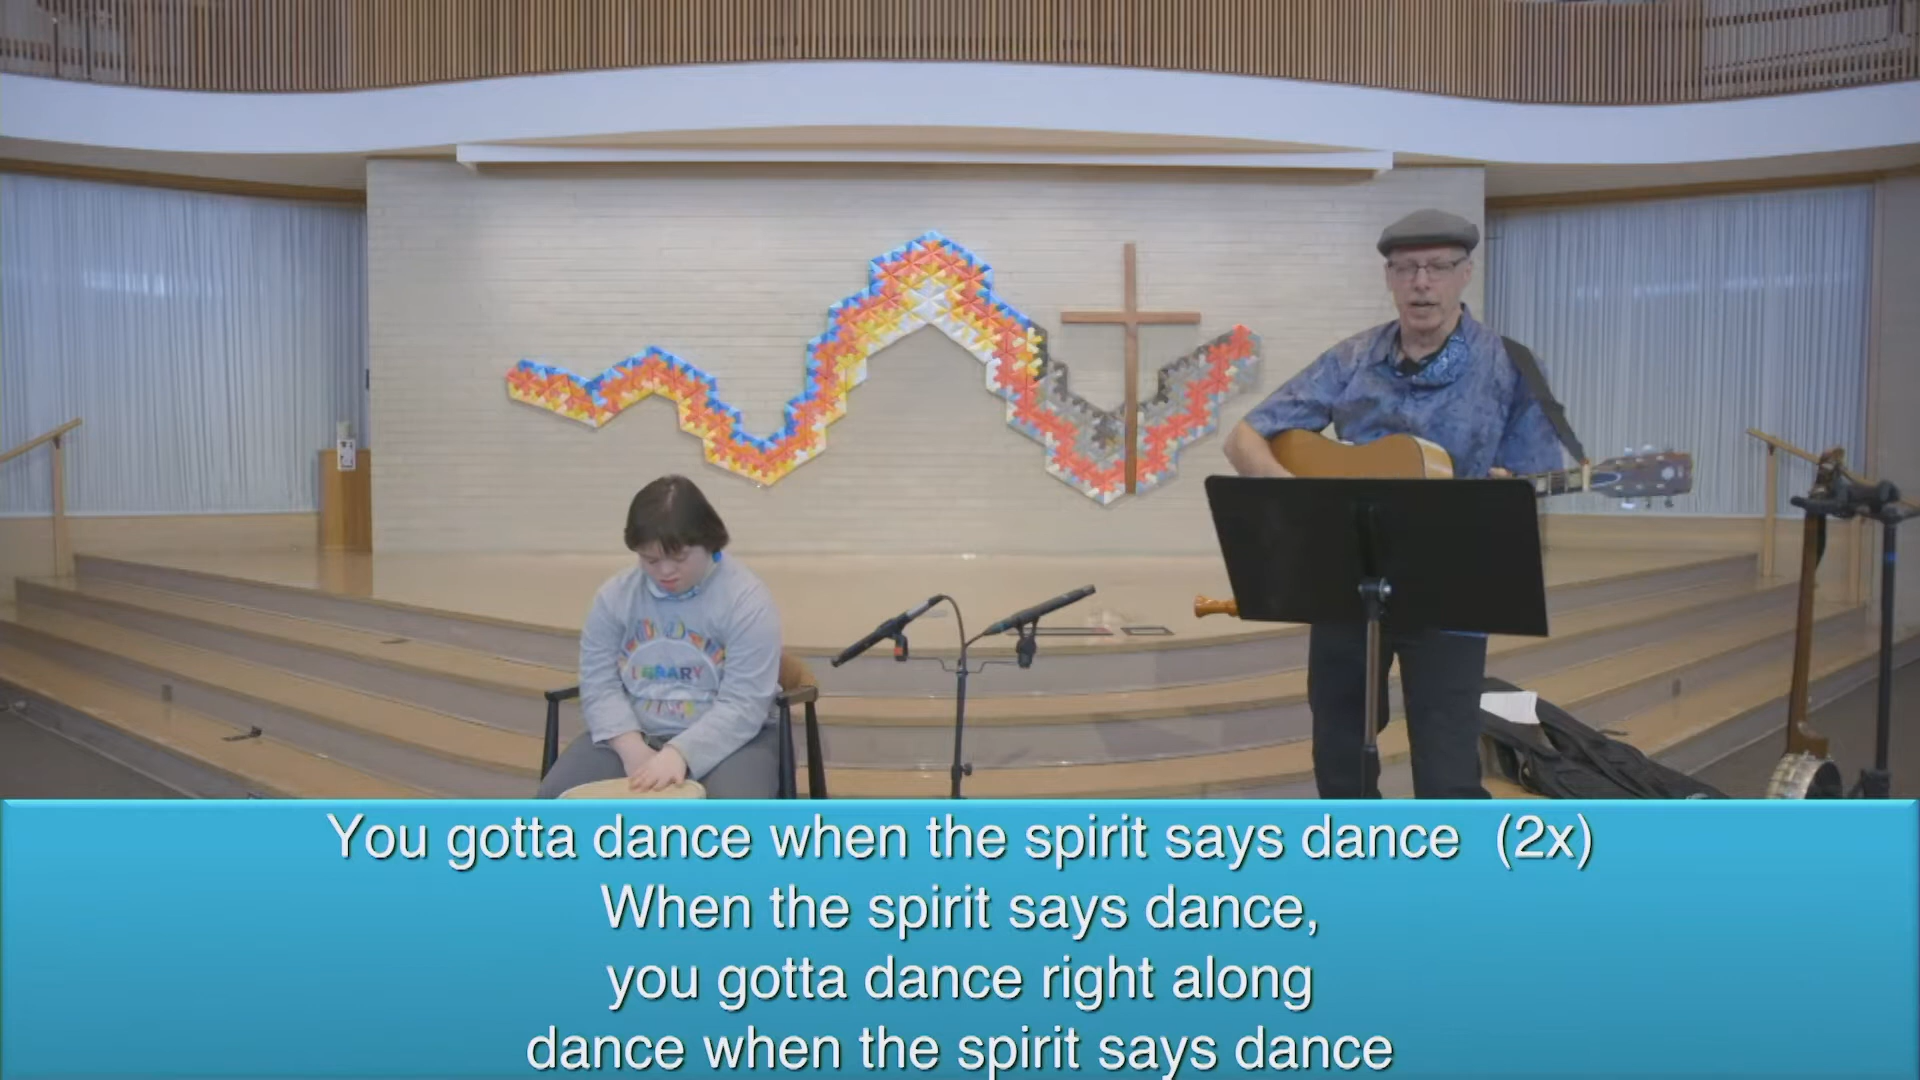 LIBRARY
You gotta dance when the spirit says dance (2x)
When the spirit says dance,
you gotta dance right along
dance when the spirit says dance